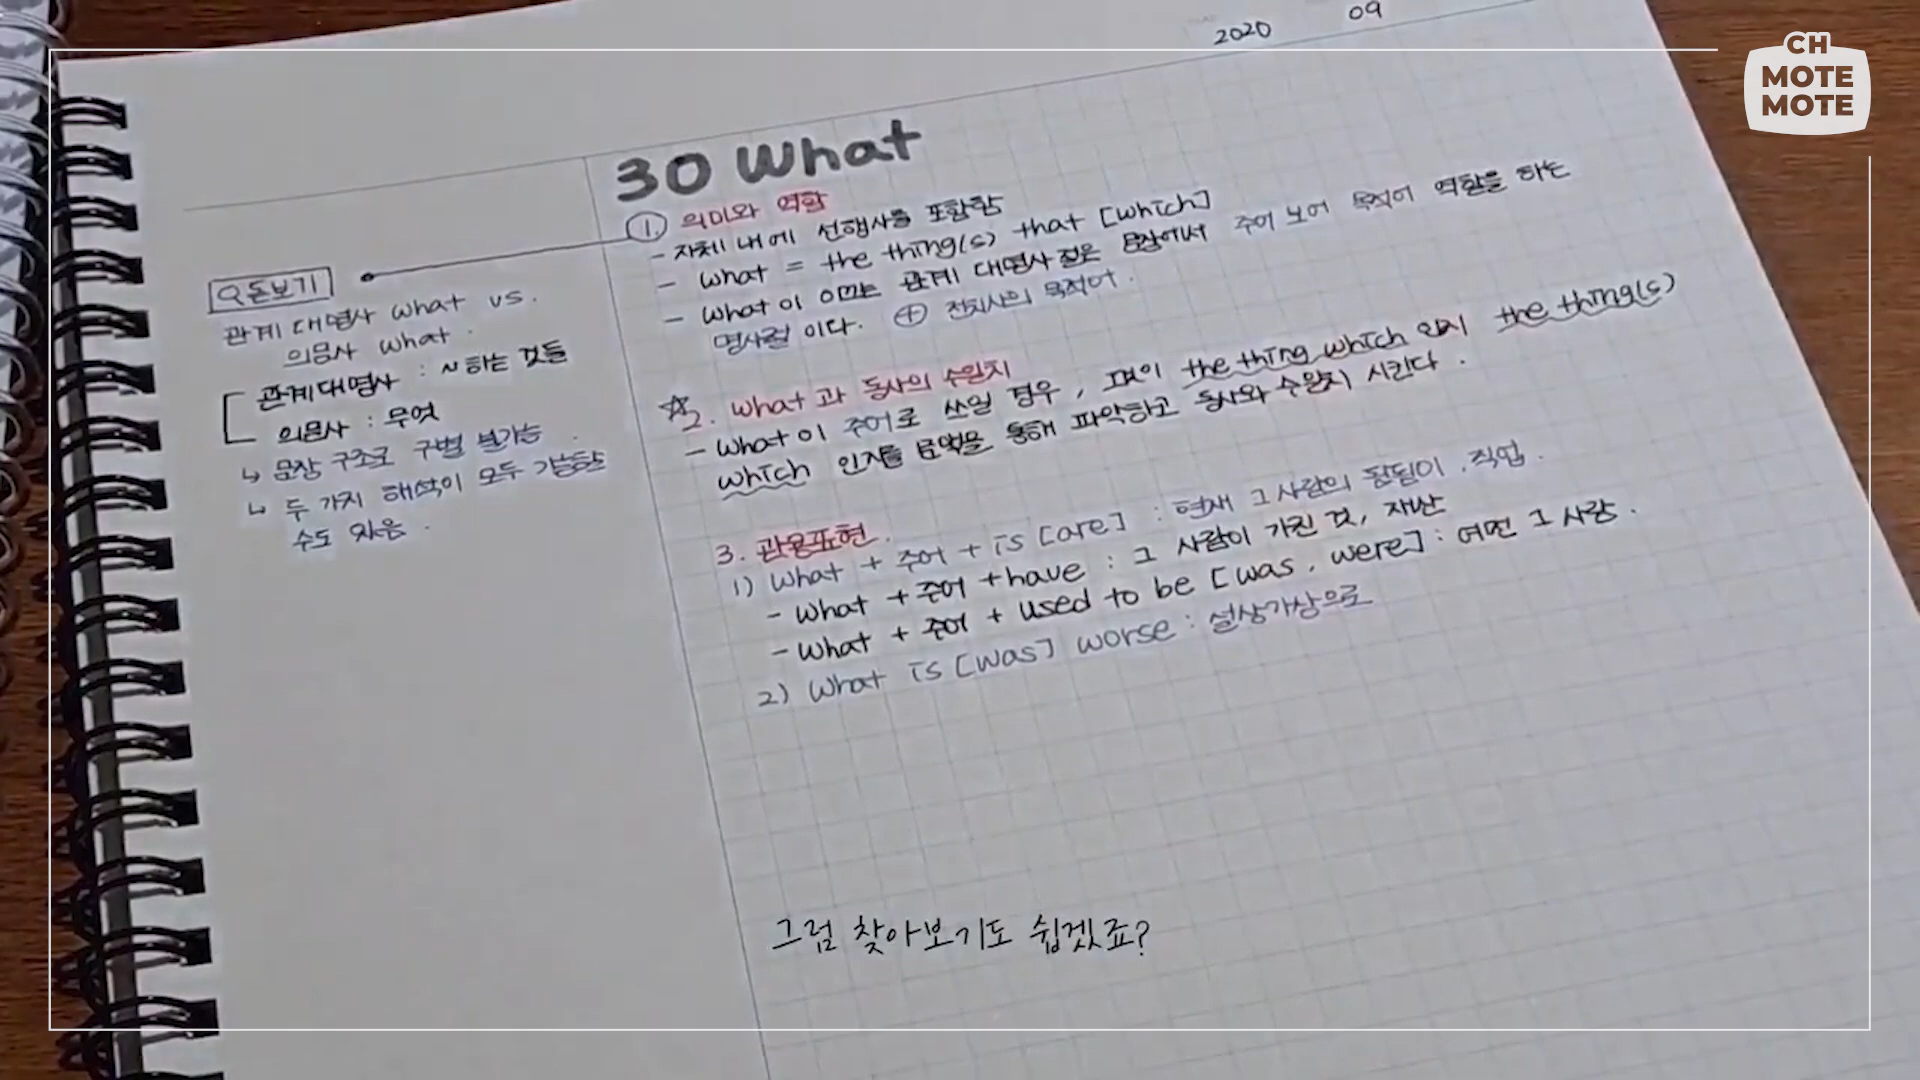 2020 09
CH
MOTE
MOTE
30 What
1. 의미와 역할
- 자체 내에 선행사를 포함함
- what = the thing(s) that [which]
- what이 이끄는 관계 대명사 절은 문장에서 주어 보어 목적어 역할을 하는
명사절 이다. ⊕ 전치사의 목적어.
☆2. what과 동사의 수일치
- what이 주어로 쓰일 경우, 그것이 the thing which 인지 the thing(s)
which 인지를 문맥을 통해 파악하고 동사와 수일치 시킨다.
3. 관용표현.
1) What + 주어 + is [are] : 현재 그 사람의 됨됨이, 직업.
- what + 주어 + have : 그 사람이 가진 것, 재산
- what + 주어 + used to be [was, were] : 예전 그 사람.
2) What is [was] worse : 설상가상으로
Q돋보기
관계 대명사 what vs.
의문사 what.
관계대명사 : ~하는 것들
의문사 : 무엇
↳ 문장 구조로 구별 불가능.
↳ 두 가지 해석이 모두 가능할
수도 있음.
그럼 찾아보기도 쉽겠죠?